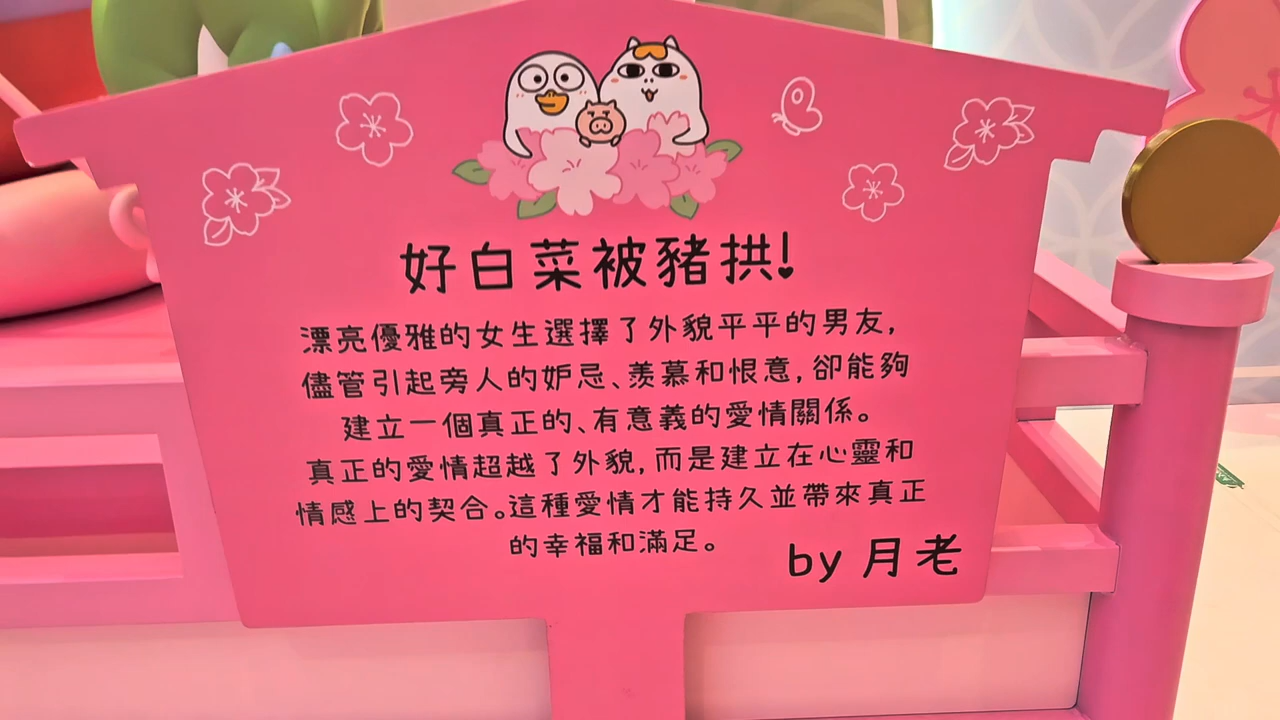 好白菜被豬拱!
漂亮優雅的女生選擇了外貌平平的男友,
儘管引起旁人的妒忌、羨慕和恨意,卻能夠
建立一個真正的、有意義的愛情關係。
真正的愛情超越了外貌,而是建立在心靈和
情感上的契合。這種愛情才能持久並帶來真正
的幸福和滿足。
by 月老